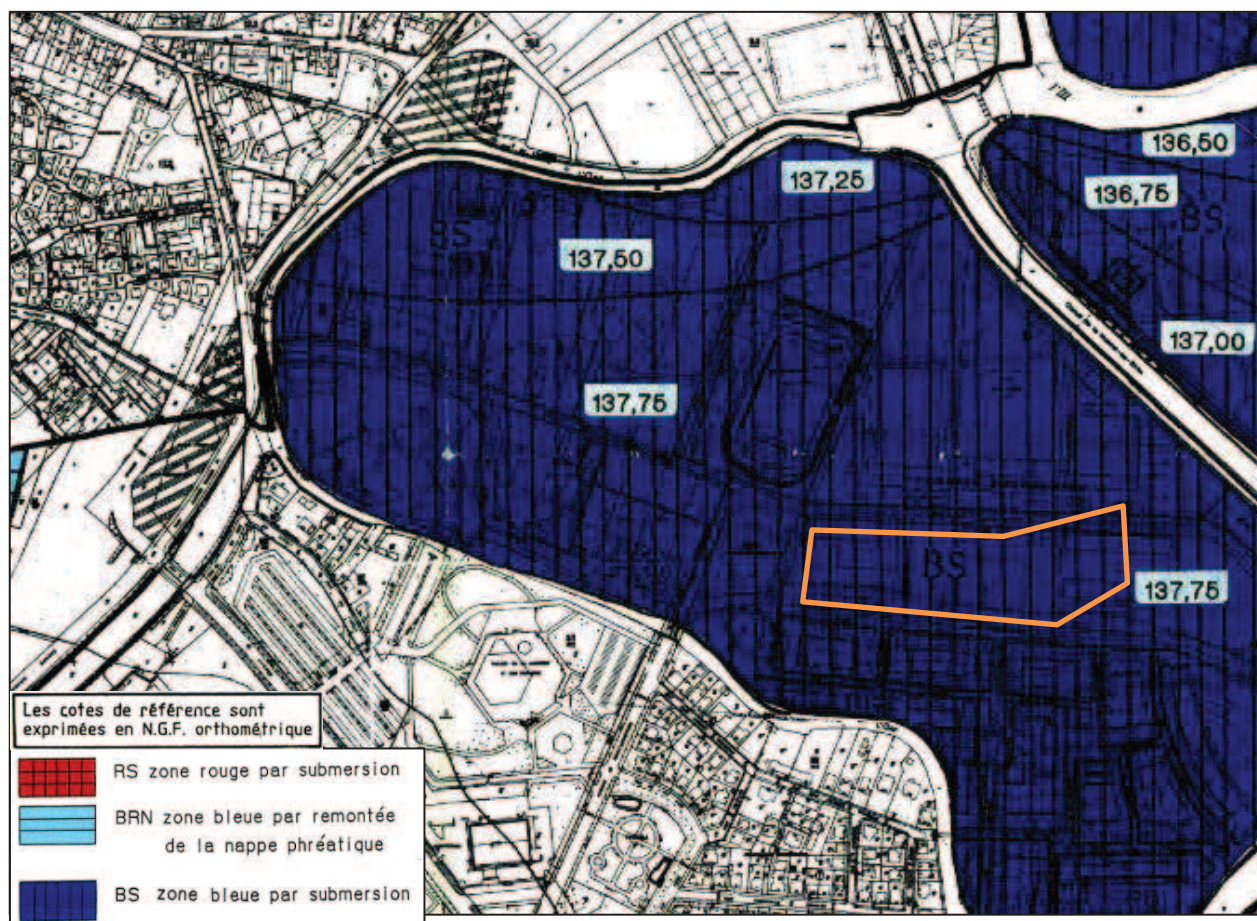 136,50
137,25
136,75
BS
BS
137,50
137,00
137,75
BS
137,75
Les cotes de référence sont
exprimées en N.G.F. orthométrique
RS zone rouge par submersion
BRN zone bleue par remontée
de la nappe phréatique
BS zone bleue par submersion